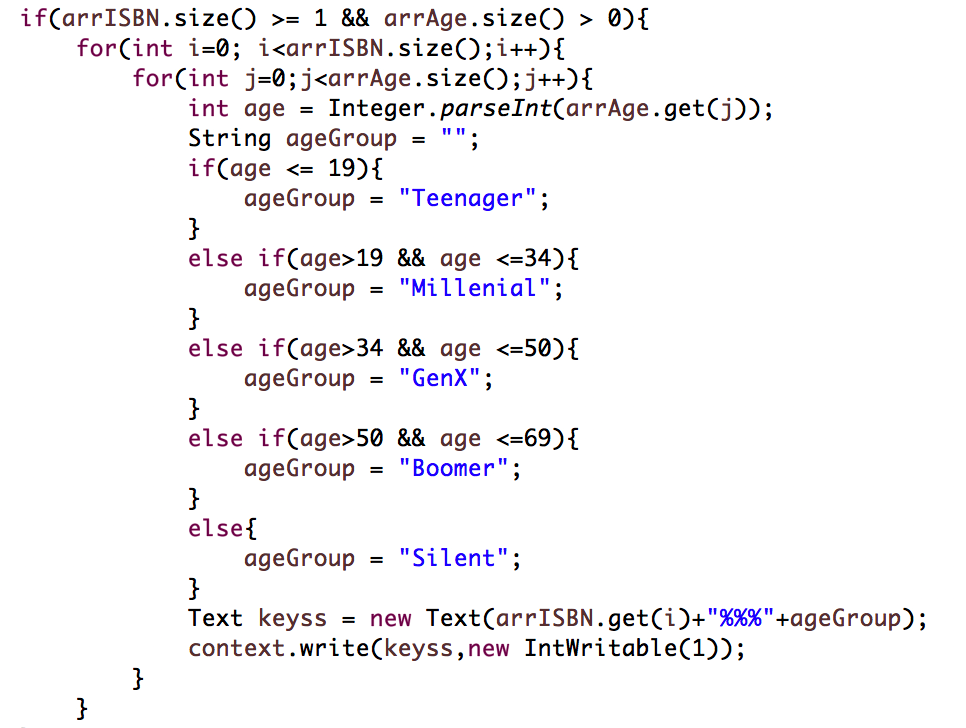 if(arrISBN.size() >= 1 && arrAge.size() > 0){
    for(int i=0; i<arrISBN.size();i++){
        for(int j=0;j<arrAge.size();j++){
            int age = Integer.parseInt(arrAge.get(j));
            String ageGroup = "";
            if(age <= 19){
                ageGroup = "Teenager";
            }
            else if(age>19 && age <=34){
                ageGroup = "Millenial";
            }
            else if(age>34 && age <=50){
                ageGroup = "GenX";
            }
            else if(age>50 && age <=69){
                ageGroup = "Boomer";
            }
            else{
                ageGroup = "Silent";
            }
            Text keyss = new Text(arrISBN.get(i)+"%%%"+ageGroup);
            context.write(keyss,new IntWritable(1));
        }
    }